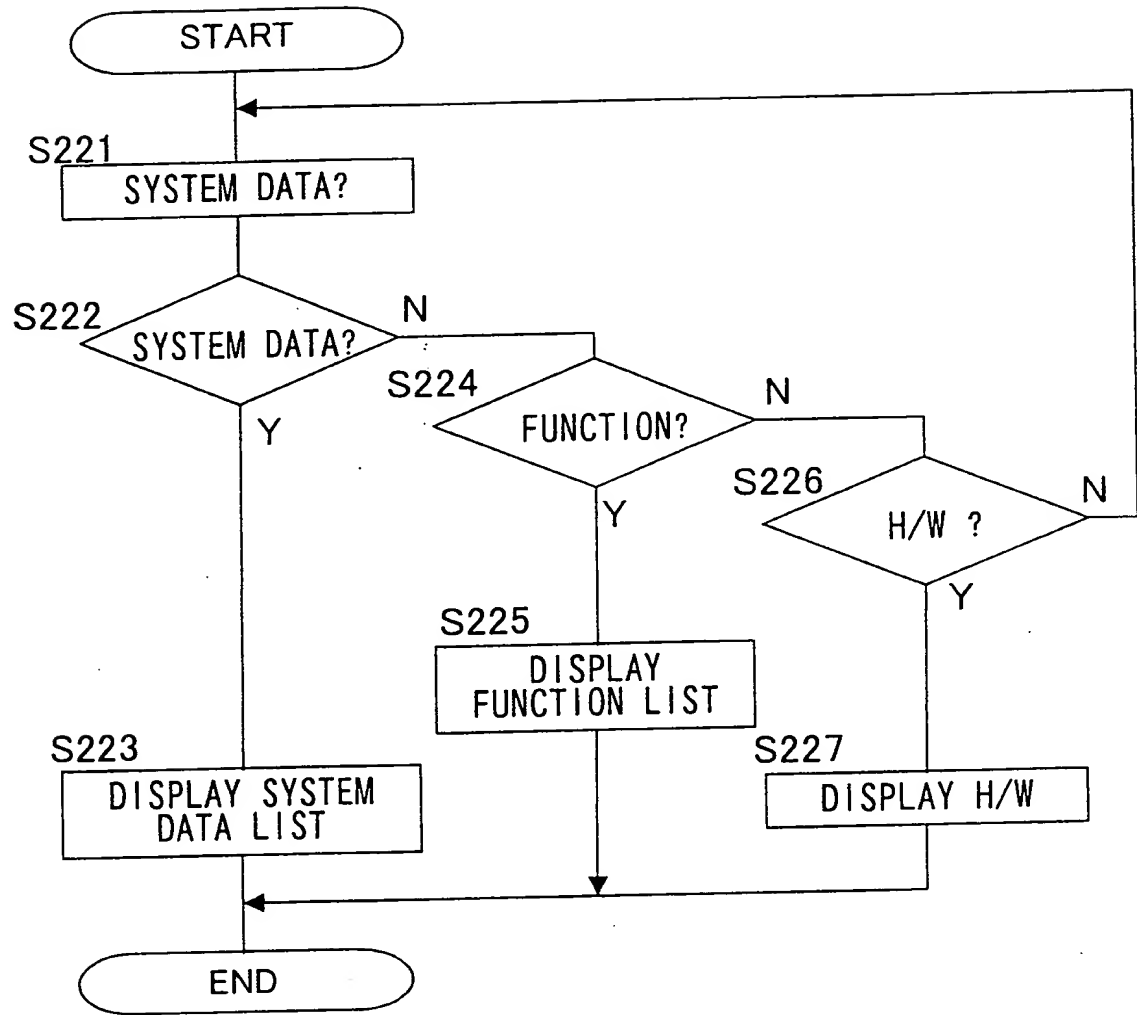 START
S221
SYSTEM DATA?
S222
SYSTEM DATA?
N
Y
S224
FUNCTION?
N
Y
S226
H/W ?
N
Y
S225
DISPLAY
FUNCTION LIST
S223
DISPLAY SYSTEM
DATA LIST
S227
DISPLAY H/W
END